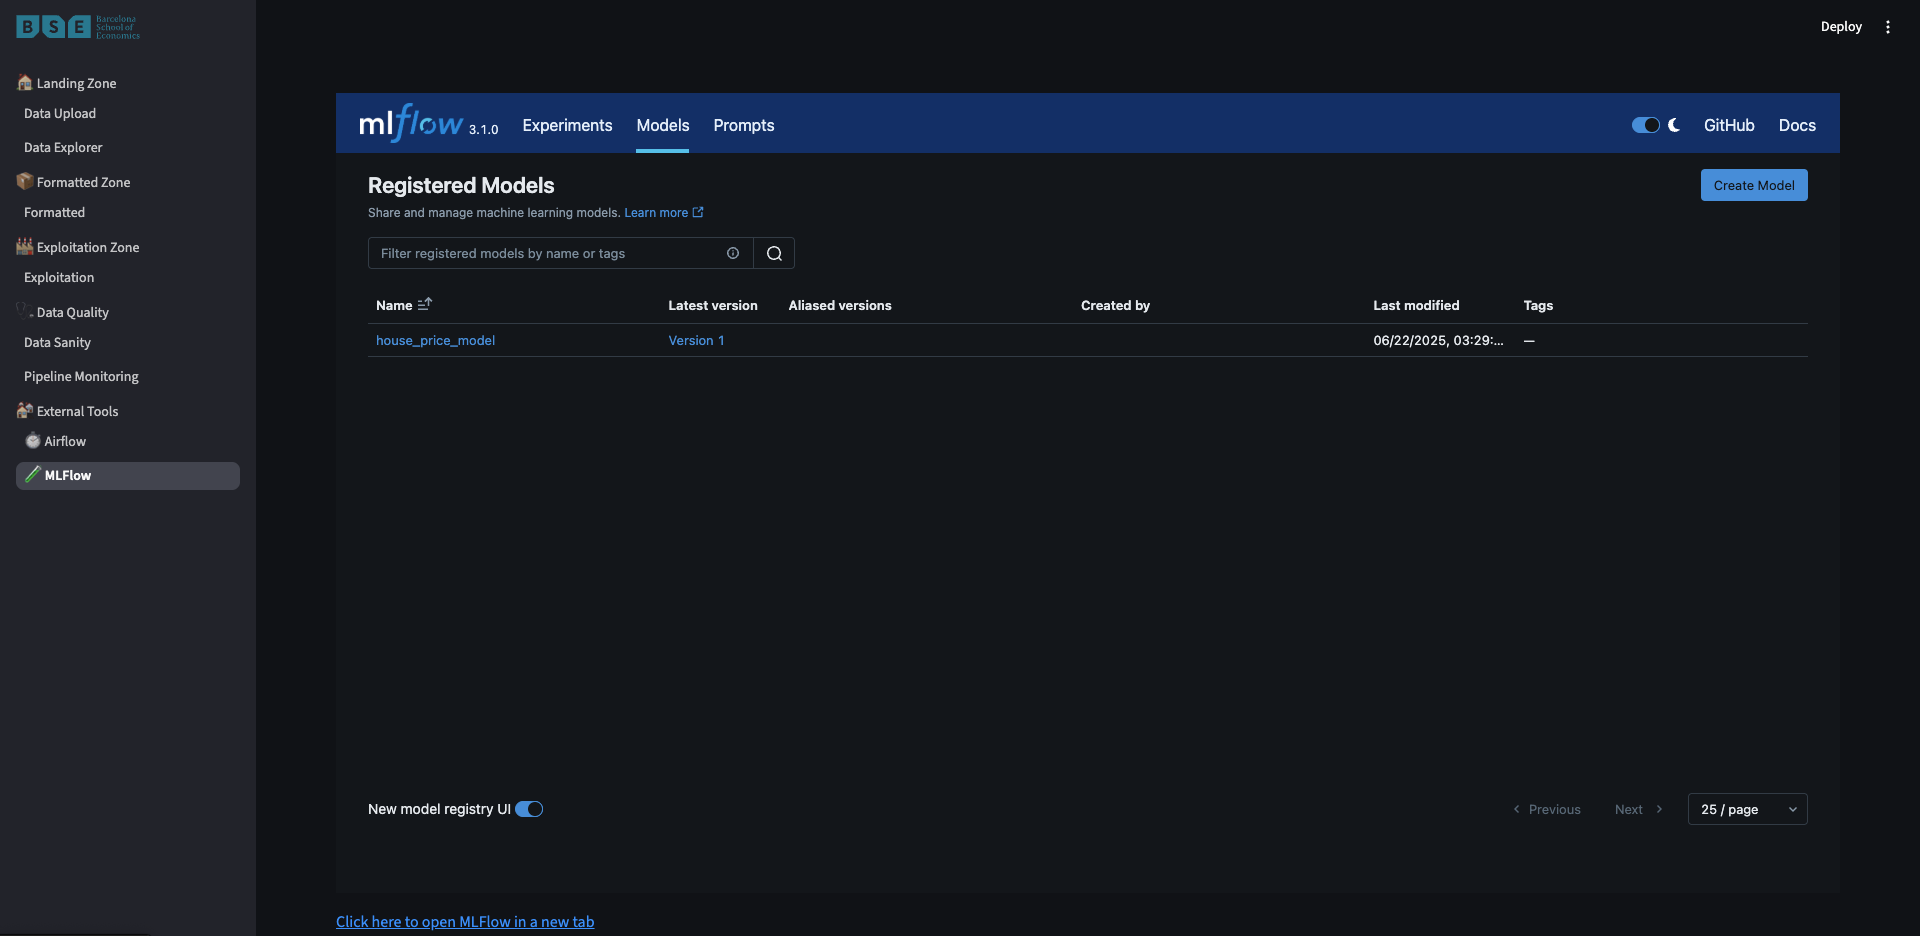 BSE Barcelona
School of
Economics
Deploy
Landing Zone
Data Upload
Data Explorer
Formatted Zone
Formatted
Exploitation Zone
Exploitation
Data Quality
Data Sanity
Pipeline Monitoring
External Tools
Airflow
MLFlow
mlflow 3.1.0 Experiments Models Prompts GitHub Docs
Registered Models Create Model
Share and manage machine learning models. Learn more
Filter registered models by name or tags
Name Latest version Aliased versions Created by Last modified Tags
house_price_model Version 1 06/22/2025, 03:29:... —
New model registry UI Previous Next 25 / page
Click here to open MLFlow in a new tab